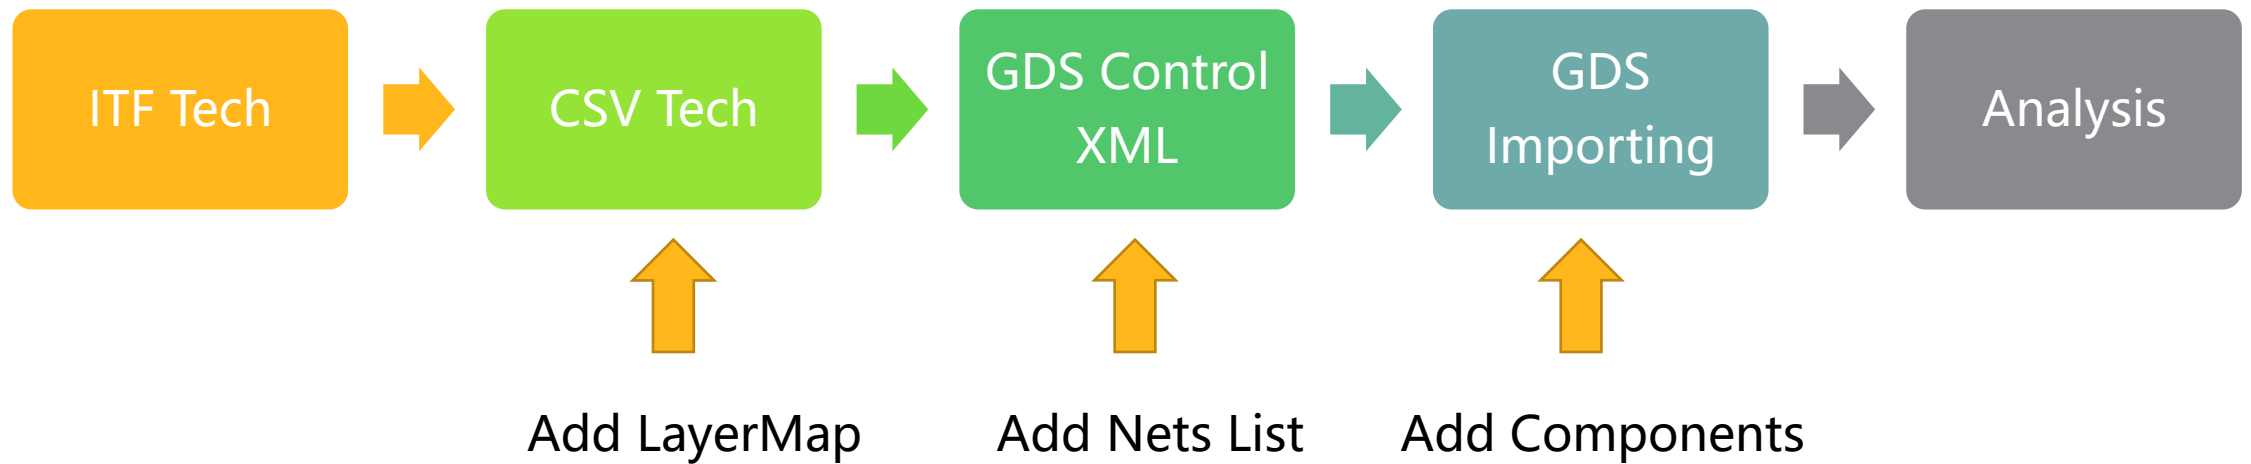 ITF Tech
CSV Tech
GDS Control
XML
GDS
Importing
Analysis
Add LayerMap
Add Nets List
Add Components